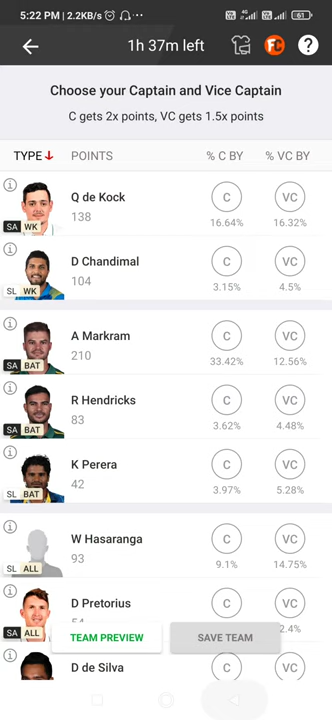 5:22 PM | 2.2KB/s
4G
61
1h 37m left
FC
?
Choose your Captain and Vice Captain
C gets 2x points, VC gets 1.5x points
TYPE POINTS % C BY % VC BY
i
Q de Kock
138
SA WK
C VC
16.64% 16.32%
i
D Chandimal
104
SL WK
C VC
3.15% 4.5%
i
A Markram
210
SA BAT
C VC
33.42% 12.56%
i
R Hendricks
83
SA BAT
C VC
3.62% 4.48%
i
K Perera
42
SL BAT
C VC
3.97% 5.28%
i
W Hasaranga
93
SL ALL
C VC
9.1% 14.75%
i
D Pretorius
SA ALL
C VC
2.4%
TEAM PREVIEW SAVE TEAM
i
D de Silva
C VC